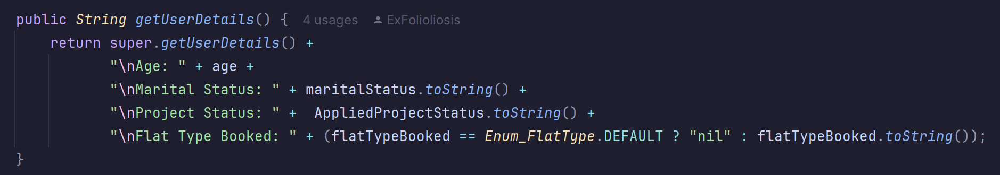 public String getUserDetails() { 4 usages ExFolioliosis
return super.getUserDetails() +
"\nAge: " + age +
"\nMarital Status: " + maritalStatus.toString() +
"\nProject Status: " +  AppliedProjectStatus.toString() +
"\nFlat Type Booked: " + (flatTypeBooked == Enum_FlatType.DEFAULT ? "nil" : flatTypeBooked.toString());
}